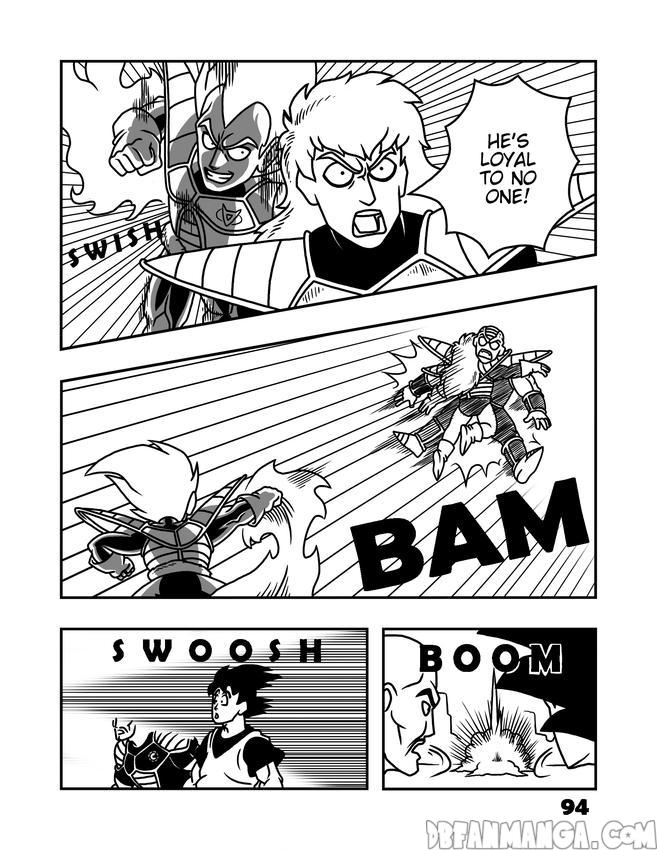 HE'S
LOYAL
TO NO
ONE!
SWISH
BAM
SWOOSH
BOOM
94
DBFANMANGA.COM